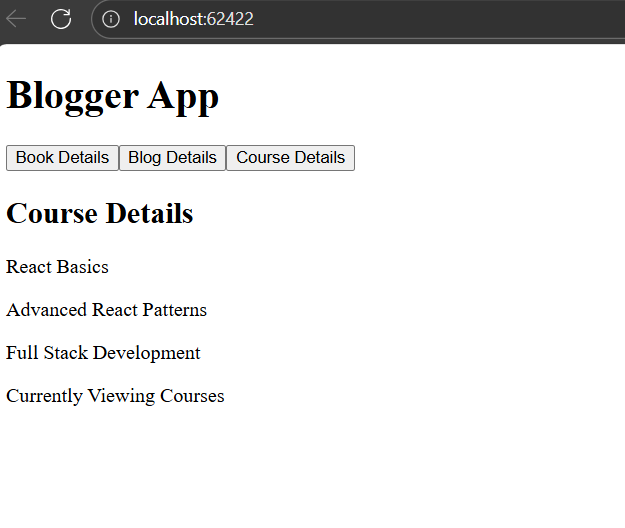 localhost:62422
Blogger App
Book Details Blog Details Course Details
Course Details
React Basics
Advanced React Patterns
Full Stack Development
Currently Viewing Courses